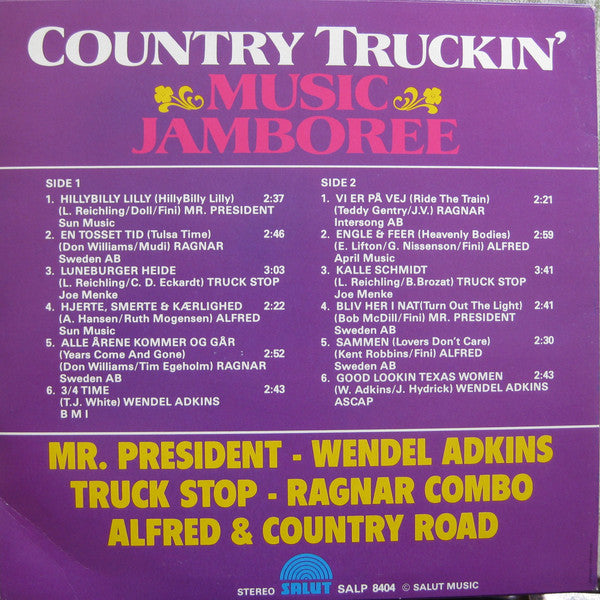 COUNTRY TRUCKIN'
MUSIC
JAMBOREE
SIDE 1
1. HILLYBILLY LILLY (HillyBilly Lilly) 2:37
(L. Reichling/Doll/Fini) MR. PRESIDENT
Sun Music
2. EN TOSSET TID (Tulsa Time) 2:46
(Don Williams/Mudi) RAGNAR
Sweden AB
3. LUNEBURGER HEIDE 3:03
(L. Reichling/C. D. Eckardt) TRUCK STOP
Joe Menke
4. HJERTE, SMERTE & KÆRLIGHED 2:22
(A. Hansen/Ruth Mogensen) ALFRED
Sun Music
5. ALLE ÅRENE KOMMER OG GÅR
(Years Come And Gone) 2:52
(Don Williams/Tim Egeholm) RAGNAR
Sweden AB
6. 3/4 TIME 2:43
(T.J. White) WENDEL ADKINS
B M I
SIDE 2
1. VI ER PÅ VEJ (Ride The Train) 2:21
(Teddy Gentry/J.V.) RAGNAR
Intersong AB
2. ENGLE & FEER (Heavenly Bodies) 2:59
(E. Lifton/G. Nissenson/Fini) ALFRED
April Music
3. KALLE SCHMIDT 3:41
(L. Reichling/B.Brozat) TRUCK STOP
Joe Menke
4. BLIV HER I NAT(Turn Out The Light) 2:41
(Bob McDill/Fini) MR. PRESIDENT
Sweden AB
5. SAMMEN (Lovers Don't Care) 2:30
(Kent Robbins/Fini) ALFRED
Sweden AB
6. GOOD LOOKIN TEXAS WOMEN 2:43
(W. Adkins/J. Hydrick) WENDEL ADKINS
ASCAP
MR. PRESIDENT - WENDEL ADKINS
TRUCK STOP - RAGNAR COMBO
ALFRED & COUNTRY ROAD
STEREO SALUT SALP 8404 © SALUT MUSIC